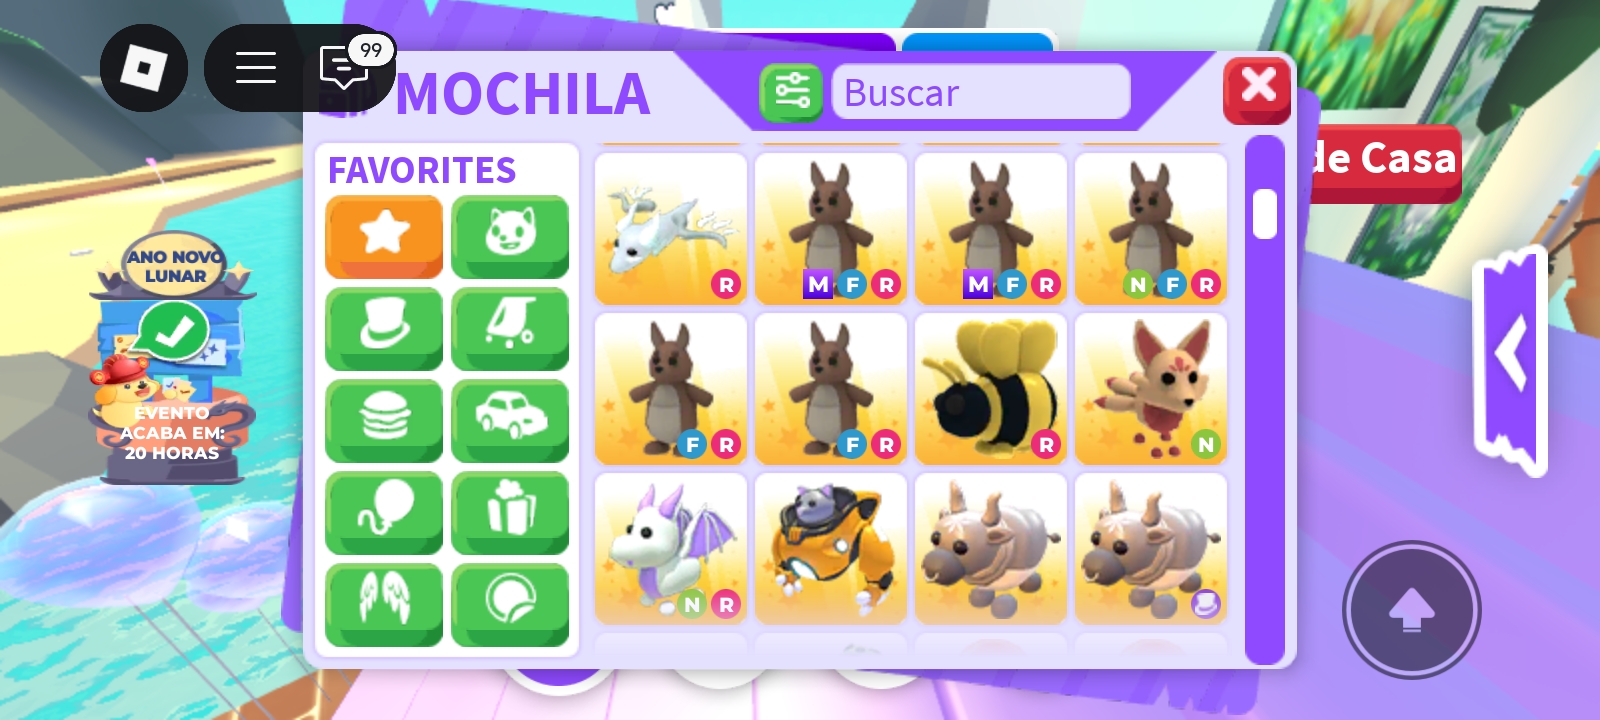 99
MOCHILA
Buscar
de Casa
FAVORITES
R
M F R
M F R
N F R
F R
F R
R
N
N R
ANO NOVO
LUNAR
EVENTO
ACABA EM:
20 HORAS